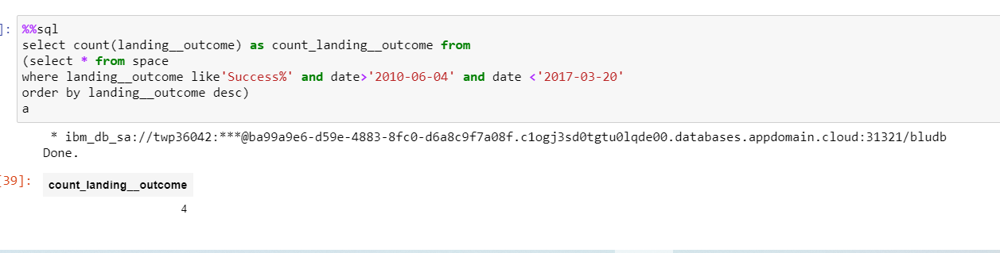 ]: %%sql
select count(landing__outcome) as count_landing__outcome from
(select * from space
where landing__outcome like'Success%' and date>'2010-06-04' and date <'2017-03-20'
order by landing__outcome desc)
a
* ibm_db_sa://twp36042:***@ba99a9e6-d59e-4883-8fc0-d6a8c9f7a08f.c1ogj3sd0tgtu0lqde00.databases.appdomain.cloud:31321/bludb
Done.
[39]: count_landing__outcome
4